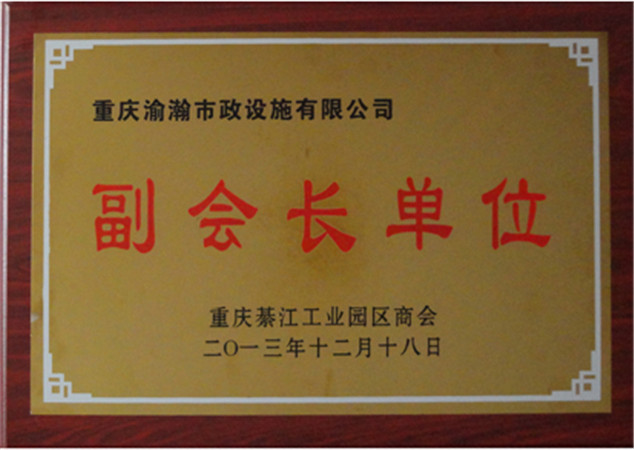 重庆渝瀚市政设施有限公司
副会长单位
重庆綦江工业园区商会
二〇一三年十二月十八日